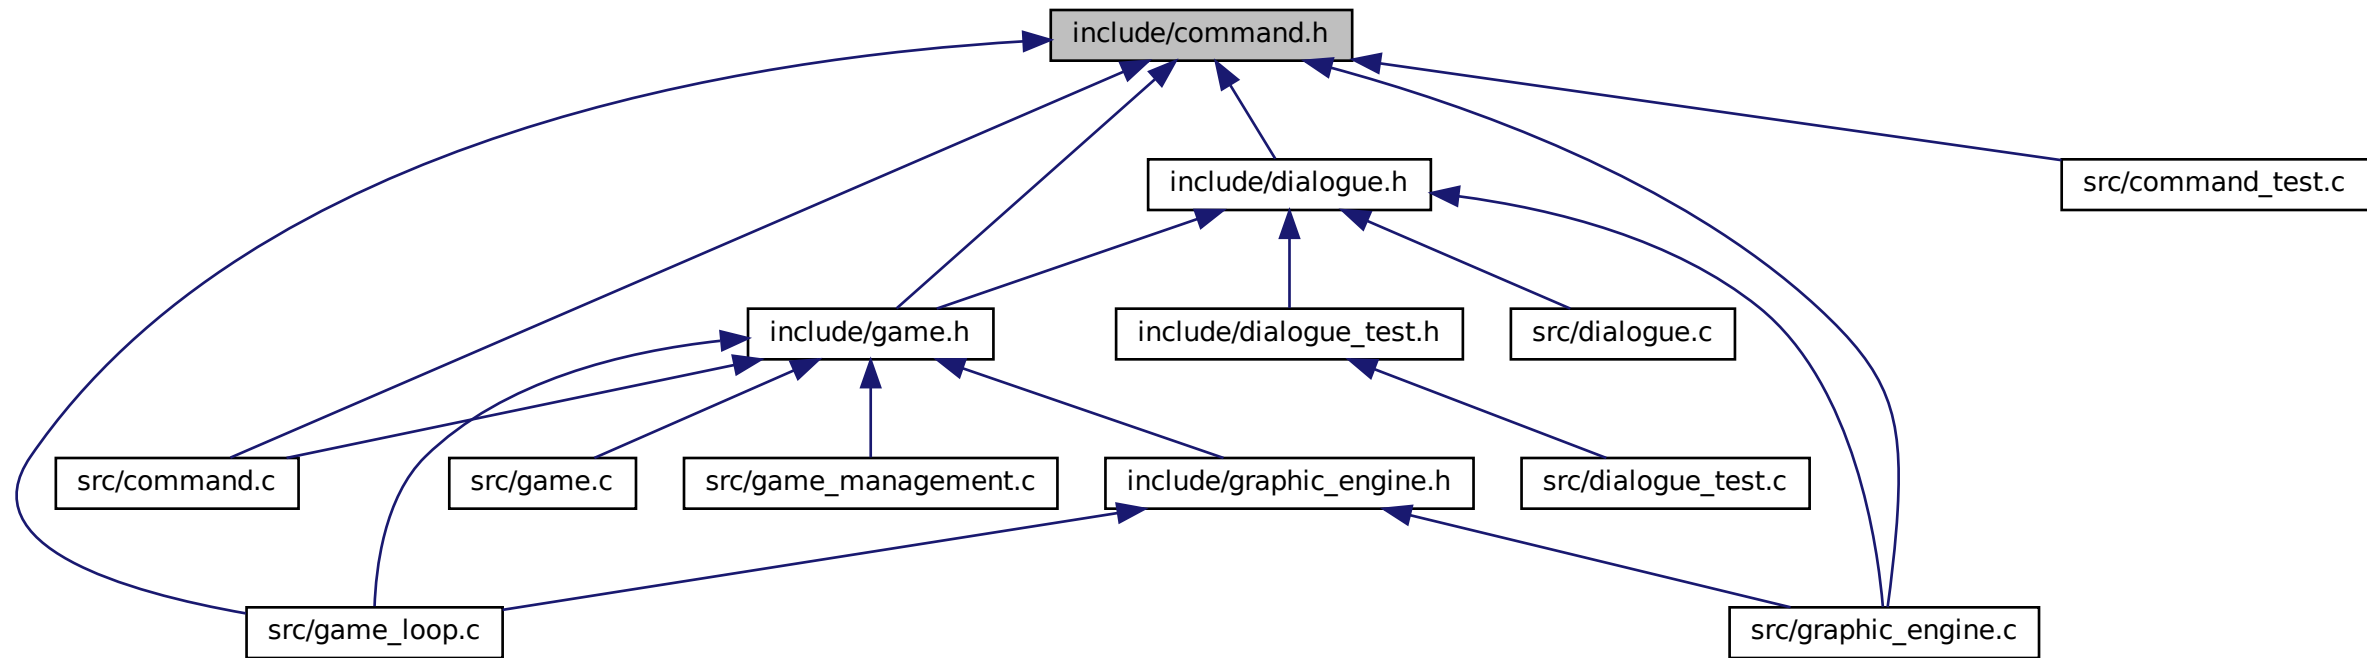 include/command.h
include/dialogue.h
src/command_test.c
include/game.h
include/dialogue_test.h
src/dialogue.c
src/command.c
src/game.c
src/game_management.c
include/graphic_engine.h
src/dialogue_test.c
src/game_loop.c
src/graphic_engine.c